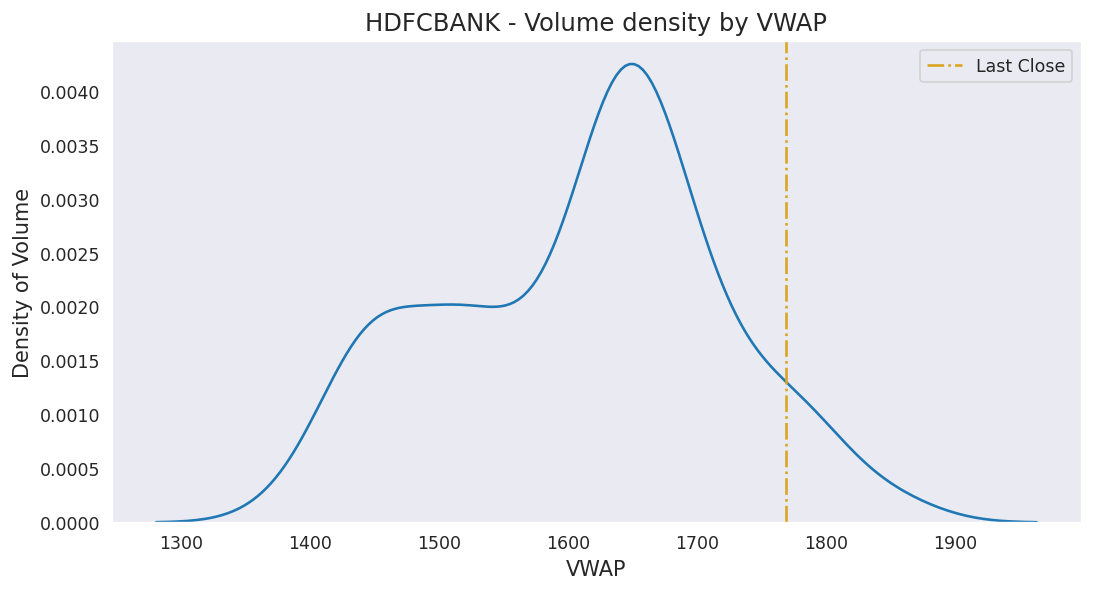 HDFCBANK - Volume density by VWAP
Last Close
Density of Volume
0.0040
0.0035
0.0030
0.0025
0.0020
0.0015
0.0010
0.0005
0.0000
1300 1400 1500 1600 1700 1800 1900
VWAP